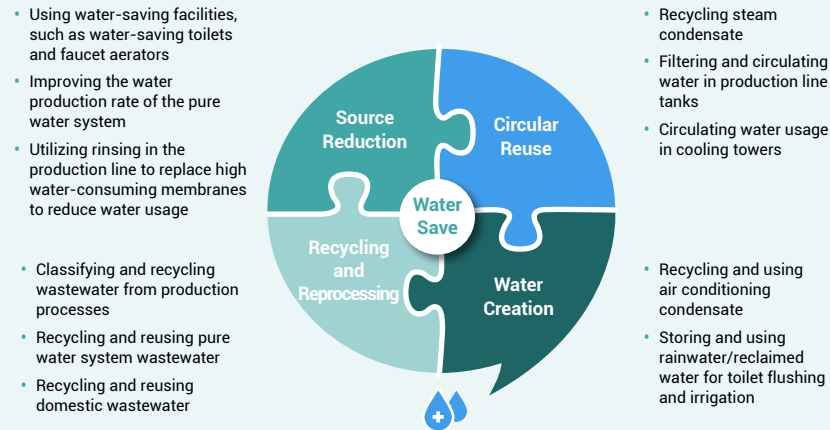 • Using water-saving facilities,
such as water-saving toilets
and faucet aerators
• Improving the water
production rate of the pure
water system
• Utilizing rinsing in the
production line to replace high
water-consuming membranes
to reduce water usage
Source
Reduction
Circular
Reuse
• Recycling steam
condensate
• Filtering and circulating
water in production line
tanks
• Circulating water usage
in cooling towers
Water
Save
• Classifying and recycling
wastewater from production
processes
• Recycling and reusing pure
water system wastewater
• Recycling and reusing
domestic wastewater
Recycling
and
Reprocessing
Water
Creation
• Recycling and using
air conditioning
condensate
• Storing and using
rainwater/reclaimed
water for toilet flushing
and irrigation